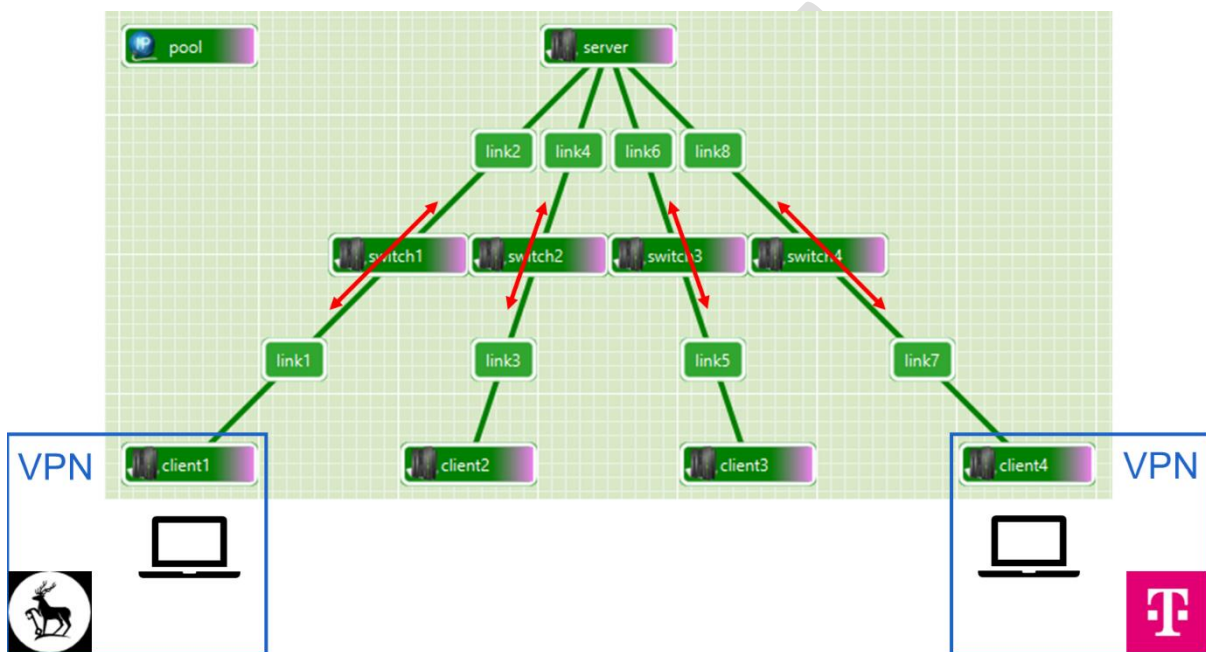 IP pool
server
link2 link4 link6 link8
switch1 switch2 switch3 switch4
link1 link3 link5 link7
VPN client1 client2 client3 client4 VPN
T